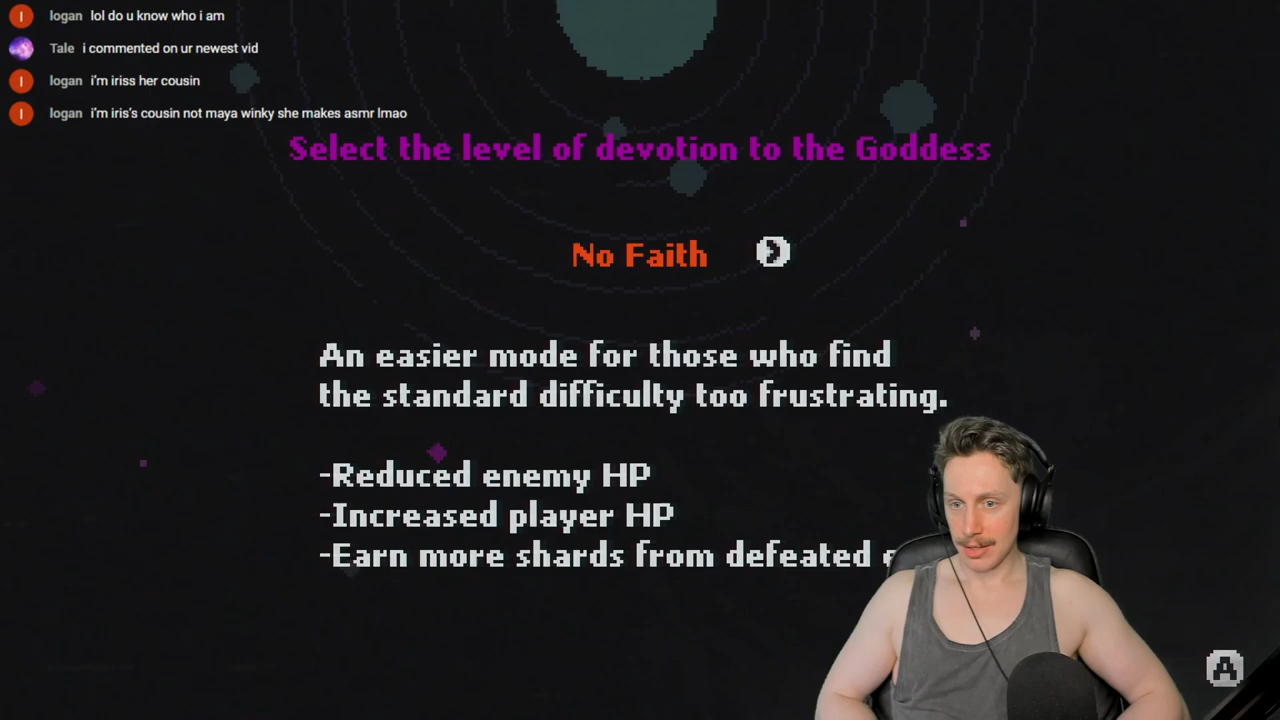 logan lol do u know who i am
Tale i commented on ur newest vid
logan i'm iriss her cousin
logan i'm iris's cousin not maya winky she makes asmr lmao
Select the level of devotion to the Goddess
No Faith
An easier mode for those who find
the standard difficulty too frustrating.
-Reduced enemy HP
-Increased player HP
-Earn more shards from defeated
A